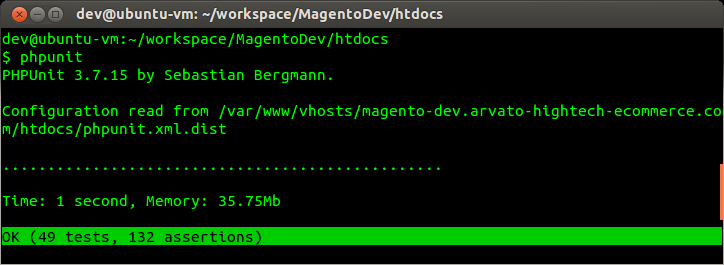 dev@ubuntu-vm: ~/workspace/MagentoDev/htdocs
dev@ubuntu-vm:~/workspace/MagentoDev/htdocs
$ phpunit
PHPUnit 3.7.15 by Sebastian Bergmann.
Configuration read from /var/www/vhosts/magento-dev.arvato-hightech-ecommerce.co
m/htdocs/phpunit.xml.dist
.................................................
Time: 1 second, Memory: 35.75Mb
OK (49 tests, 132 assertions)